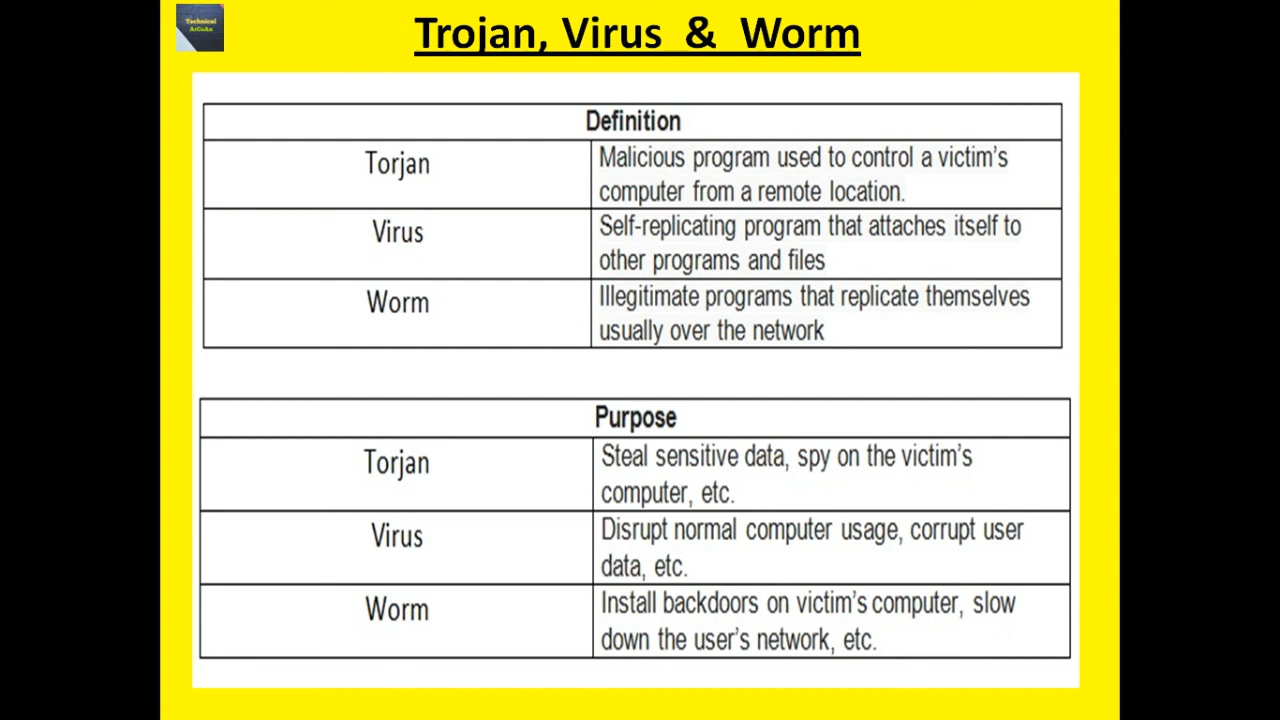 Technical
ArCeAn
Trojan, Virus & Worm
Definition
Torjan
Malicious program used to control a victim's
computer from a remote location.
Virus
Self-replicating program that attaches itself to
other programs and files
Worm
Illegitimate programs that replicate themselves
usually over the network
Purpose
Torjan
Steal sensitive data, spy on the victim's
computer, etc.
Virus
Disrupt normal computer usage, corrupt user
data, etc.
Worm
Install backdoors on victim's computer, slow
down the user's network, etc.